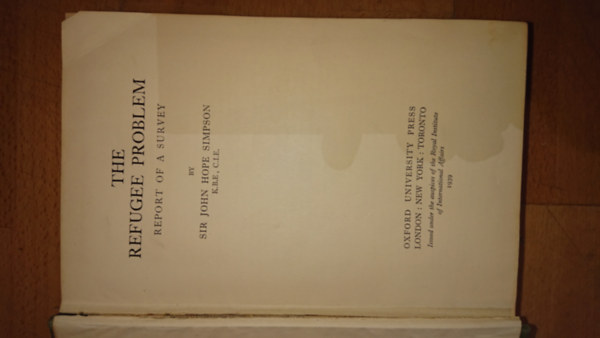 THE
REFUGEE PROBLEM
REPORT OF A SURVEY
BY
SIR JOHN HOPE SIMPSON
K.B.E., C.I.E.
OXFORD UNIVERSITY PRESS
LONDON : NEW YORK : TORONTO
Issued under the auspices of the Royal Institute
of International Affairs
1939